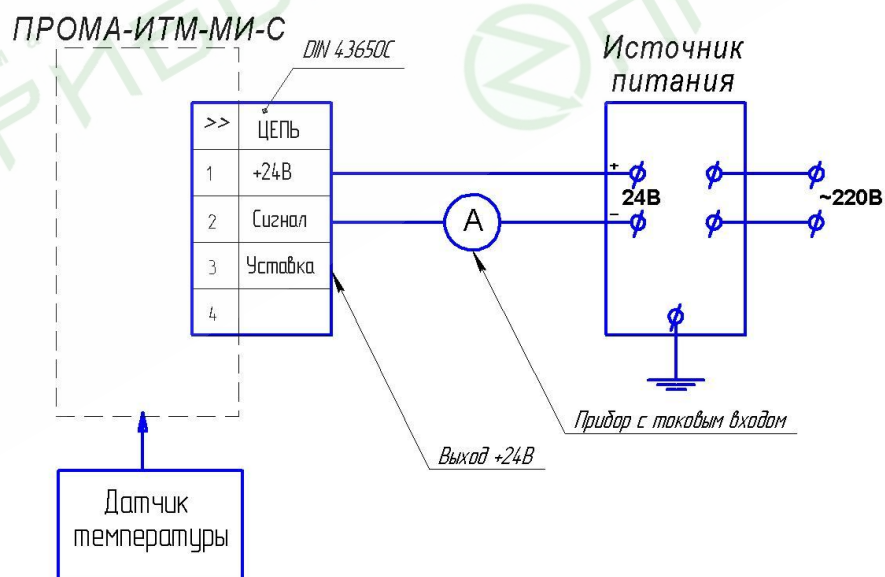 ПРОМА-ИТМ-МИ-С
DIN 43650C
Источник
питания
>> ЦЕПЬ
1 +24В
2 Сигнал
3 Уставка
4
А
+
24В
−
~220В
Прибор с токовым входом
Выход +24В
Датчик
температуры